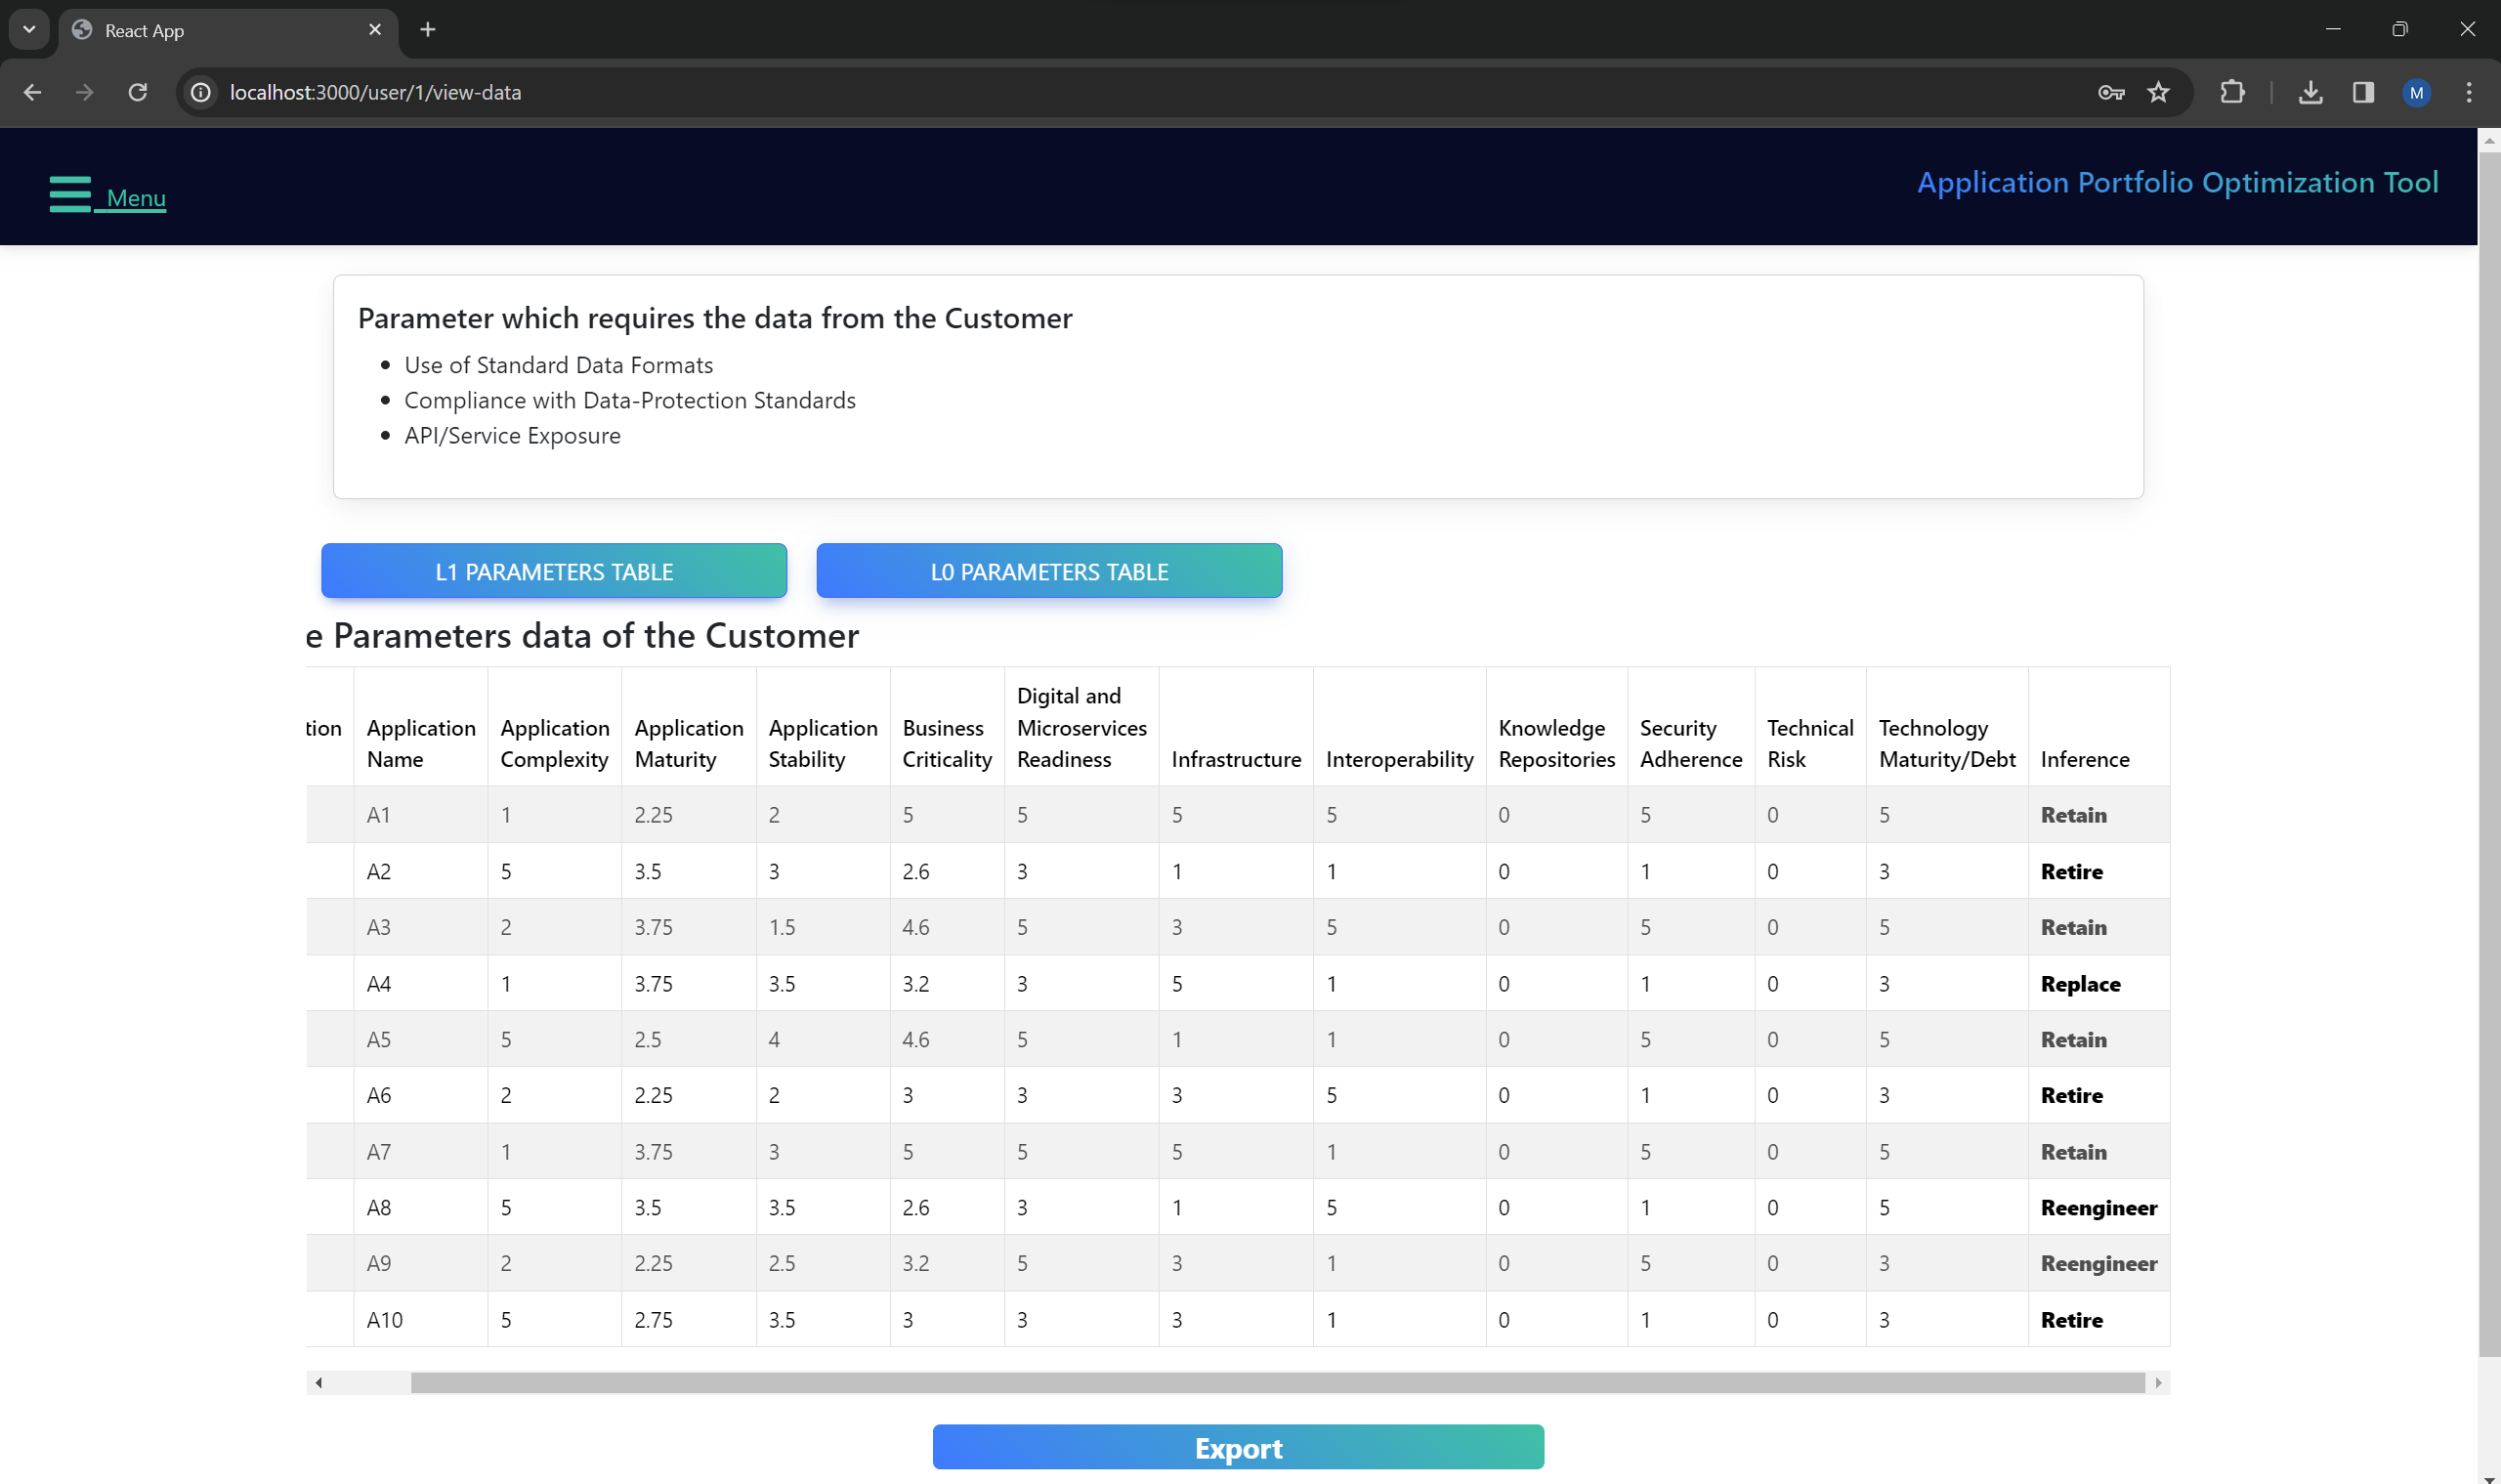 React App
localhost:3000/user/1/view-data
M
Menu
Application Portfolio Optimization Tool
Parameter which requires the data from the Customer
Use of Standard Data Formats
Compliance with Data-Protection Standards
API/Service Exposure
L1 PARAMETERS TABLE L0 PARAMETERS TABLE
e Parameters data of the Customer
tion Application Name Application Complexity Application Maturity Application Stability Business Criticality Digital and Microservices Readiness Infrastructure Interoperability Knowledge Repositories Security Adherence Technical Risk Technology Maturity/Debt Inference
A1 1 2.25 2 5 5 5 5 0 5 0 5 Retain
A2 5 3.5 3 2.6 3 1 1 0 1 0 3 Retire
A3 2 3.75 1.5 4.6 5 3 5 0 5 0 5 Retain
A4 1 3.75 3.5 3.2 3 5 1 0 1 0 3 Replace
A5 5 2.5 4 4.6 5 1 1 0 5 0 5 Retain
A6 2 2.25 2 3 3 3 5 0 1 0 3 Retire
A7 1 3.75 3 5 5 5 1 0 5 0 5 Retain
A8 5 3.5 3.5 2.6 3 1 5 0 1 0 5 Reengineer
A9 2 2.25 2.5 3.2 5 3 1 0 5 0 3 Reengineer
A10 5 2.75 3.5 3 3 3 1 0 1 0 3 Retire
Export